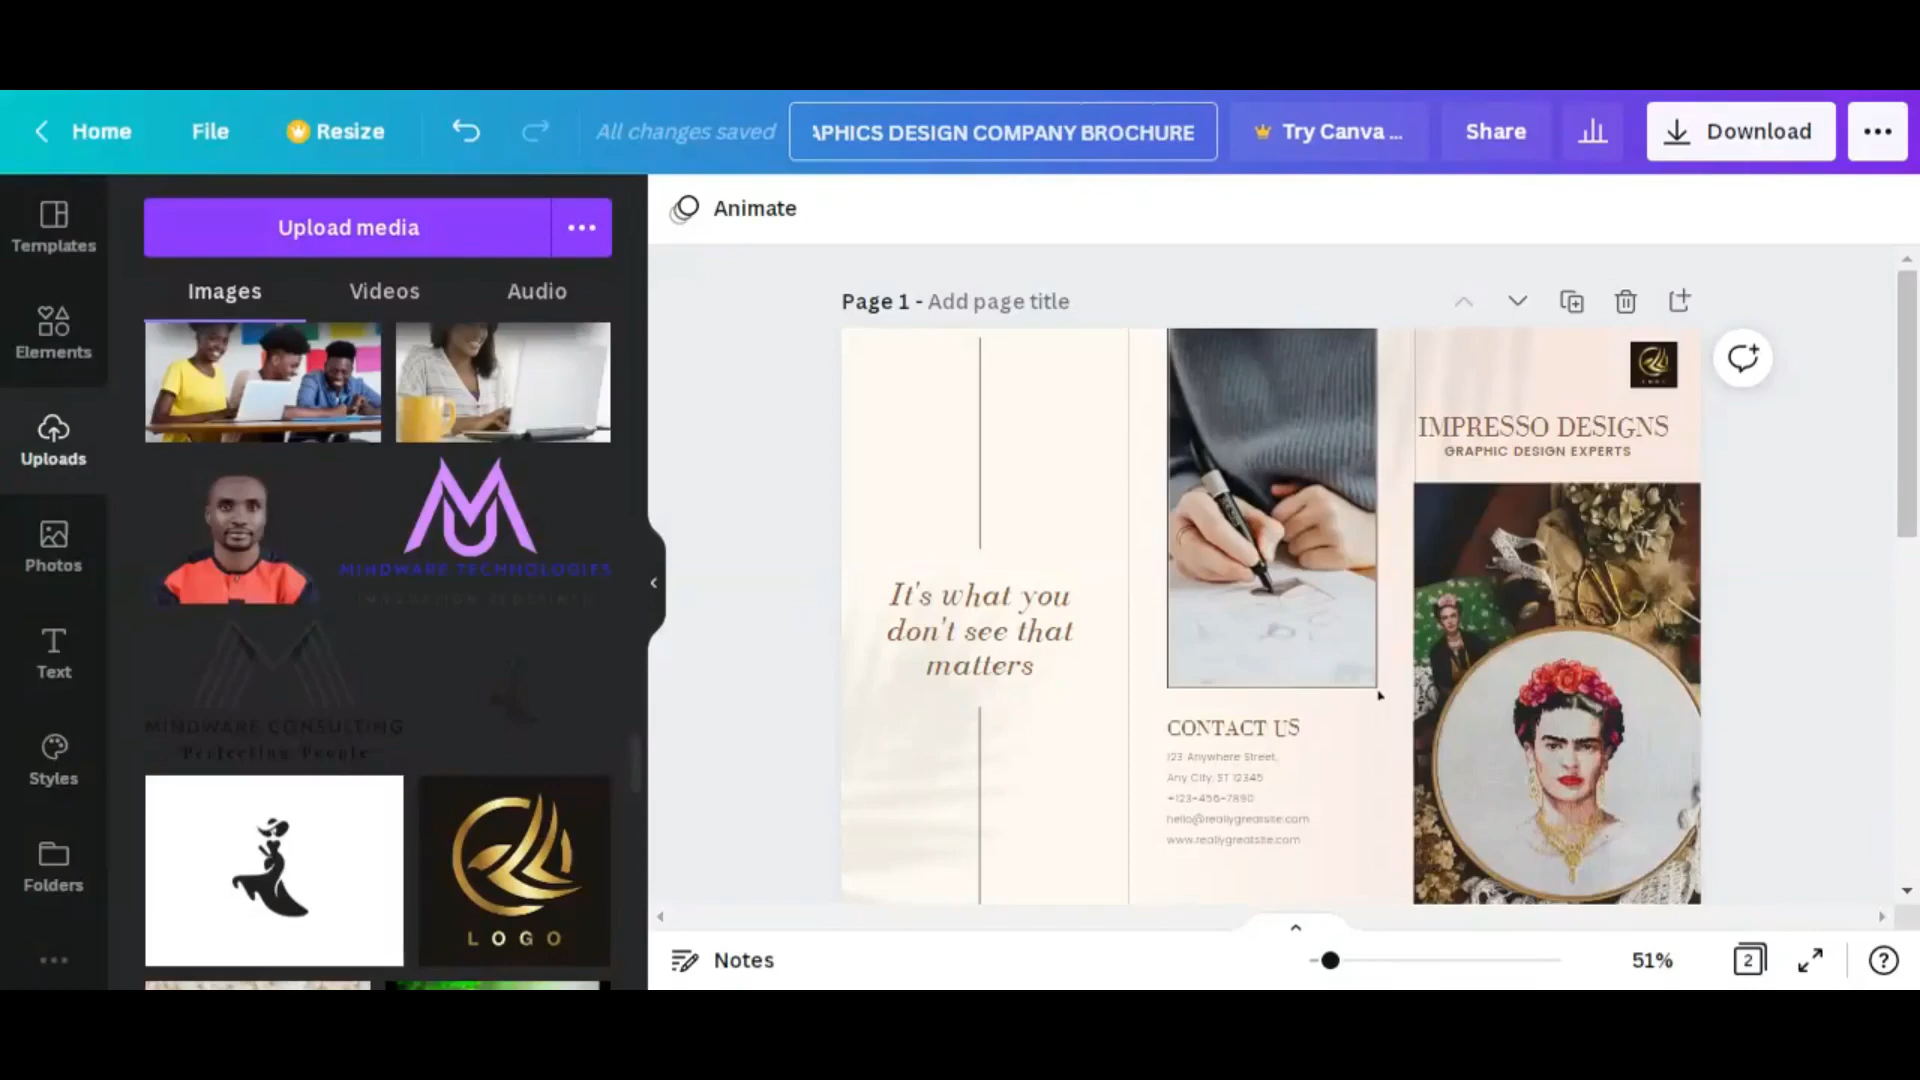 Home
File
Resize
All changes saved
APHICS DESIGN COMPANY BROCHURE
Try Canva ...
Share
Download
Templates
Elements
Uploads
Photos
Text
Styles
Folders
Upload media
Images
Videos
Audio
MINDWARE TECHNOLOGIES
MINDWARE CONSULTING
Perfecting People
LOGO
Animate
Page 1 - Add page title
It's what you
don't see that
matters
CONTACT US
123 Anywhere Street,
Any City, ST 12345
+123-456-7890
hello@reallygreatsite.com
www.reallygreatsite.com
LOGO
IMPRESSO DESIGNS
GRAPHIC DESIGN EXPERTS
Notes
51%
2
?